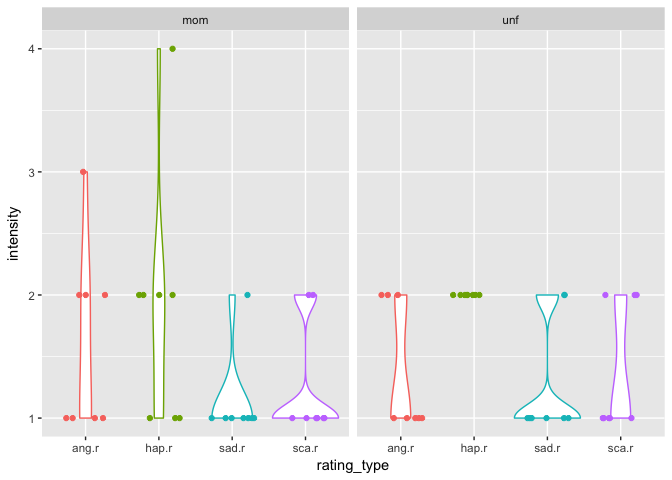 mom
unf
4
3
2
1
intensity
ang.r hap.r sad.r sca.r
ang.r hap.r sad.r sca.r
rating_type